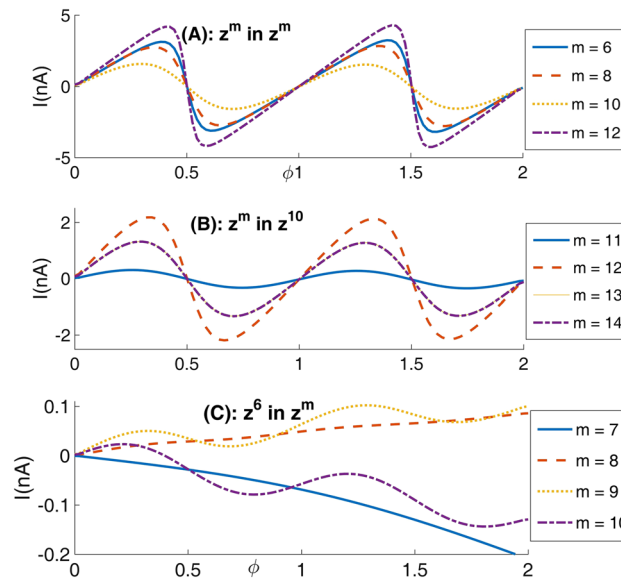 (A): z^m in z^m
I(nA)
5
0
-5
0
0.5
ϕ1
1
1.5
2
m = 6
m = 8
m = 10
m = 12
(B): z^m in z^10
I(nA)
2
0
-2
0
0.5
1
1.5
2
m = 11
m = 12
m = 13
m = 14
(C): z^6 in z^m
I(nA)
0.1
0
-0.1
-0.2
0
0.5
ϕ
1
1.5
2
m = 7
m = 8
m = 9
m = 10